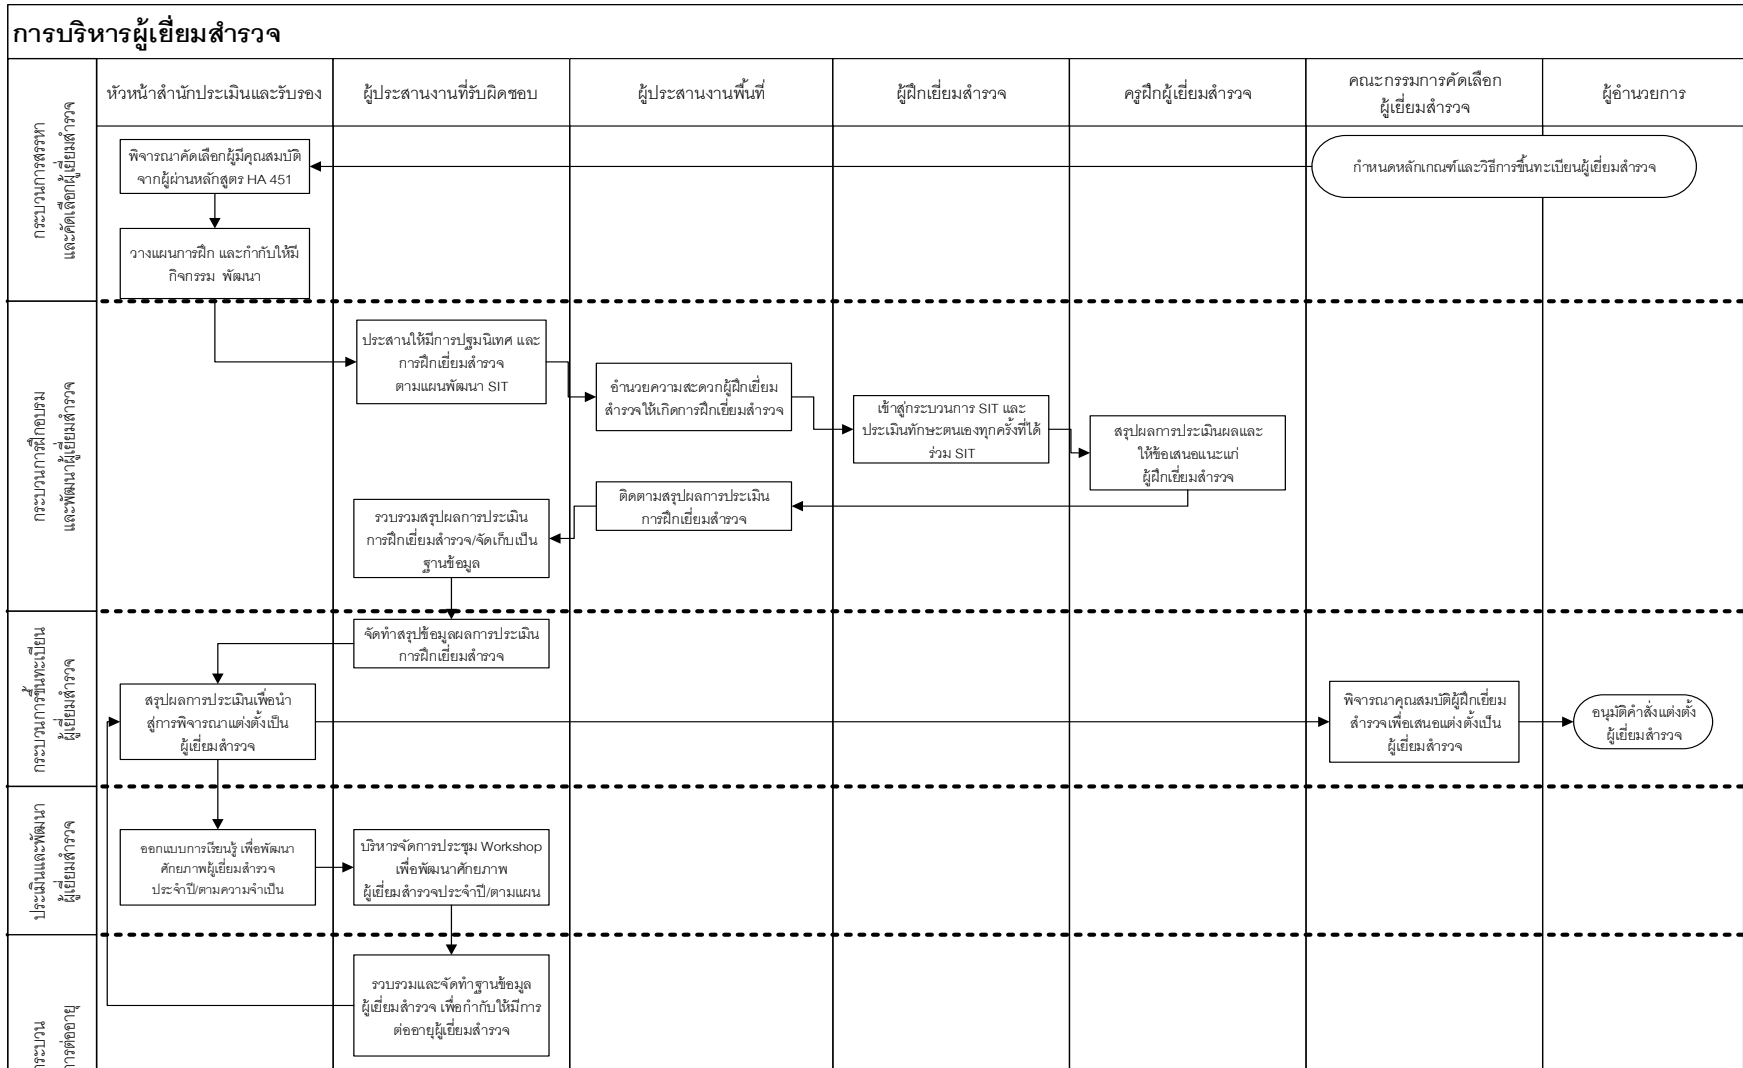 การบริหารผู้เยี่ยมสำรวจ
หัวหน้าสำนักประเมินและรับรอง
ผู้ประสานงานที่รับผิดชอบ
ผู้ประสานงานพื้นที่
ผู้ฝึกเยี่ยมสำรวจ
ครูฝึกผู้เยี่ยมสำรวจ
คณะกรรมการคัดเลือก
ผู้เยี่ยมสำรวจ
ผู้อำนวยการ
กระบวนการสรรหา
และคัดเลือกผู้เยี่ยมสำรวจ
พิจารณาคัดเลือกผู้มีคุณสมบัติ
จากผู้ผ่านหลักสูตร HA 451
กำหนดหลักเกณฑ์และวิธีการขึ้นทะเบียนผู้เยี่ยมสำรวจ
วางแผนการฝึก และกำกับให้มี
กิจกรรม พัฒนา
กระบวนการฝึกอบรม
และพัฒนาผู้เยี่ยมสำรวจ
ประสานให้มีการปฐมนิเทศ และ
การฝึกเยี่ยมสำรวจ
ตามแผนพัฒนา SIT
อำนวยความสะดวกผู้ฝึกเยี่ยม
สำรวจให้เกิดการฝึกเยี่ยมสำรวจ
เข้าสู่กระบวนการ SIT และ
ประเมินทักษะตนเองทุกครั้งที่ได้
ร่วม SIT
สรุปผลการประเมินผลและ
ให้ข้อเสนอแนะแก่
ผู้ฝึกเยี่ยมสำรวจ
ติดตามสรุปผลการประเมิน
การฝึกเยี่ยมสำรวจ
รวบรวมสรุปผลการประเมิน
การฝึกเยี่ยมสำรวจ/จัดเก็บเป็น
ฐานข้อมูล
กระบวนการขึ้นทะเบียน
ผู้เยี่ยมสำรวจ
จัดทำสรุปข้อมูลผลการประเมิน
การฝึกเยี่ยมสำรวจ
สรุปผลการประเมินเพื่อนำ
สู่การพิจารณาแต่งตั้งเป็น
ผู้เยี่ยมสำรวจ
พิจารณาคุณสมบัติผู้ฝึกเยี่ยม
สำรวจเพื่อเสนอแต่งตั้งเป็น
ผู้เยี่ยมสำรวจ
อนุมัติคำสั่งแต่งตั้ง
ผู้เยี่ยมสำรวจ
ประเมินและพัฒนา
ผู้เยี่ยมสำรวจ
ออกแบบการเรียนรู้ เพื่อพัฒนา
ศักยภาพผู้เยี่ยมสำรวจ
ประจำปี/ตามความจำเป็น
บริหารจัดการประชุม Workshop
เพื่อพัฒนาศักยภาพ
ผู้เยี่ยมสำรวจประจำปี/ตามแผน
กระบวน
การต่ออายุ
รวบรวมและจัดทำฐานข้อมูล
ผู้เยี่ยมสำรวจ เพื่อกำกับให้มีการ
ต่ออายุผู้เยี่ยมสำรวจ